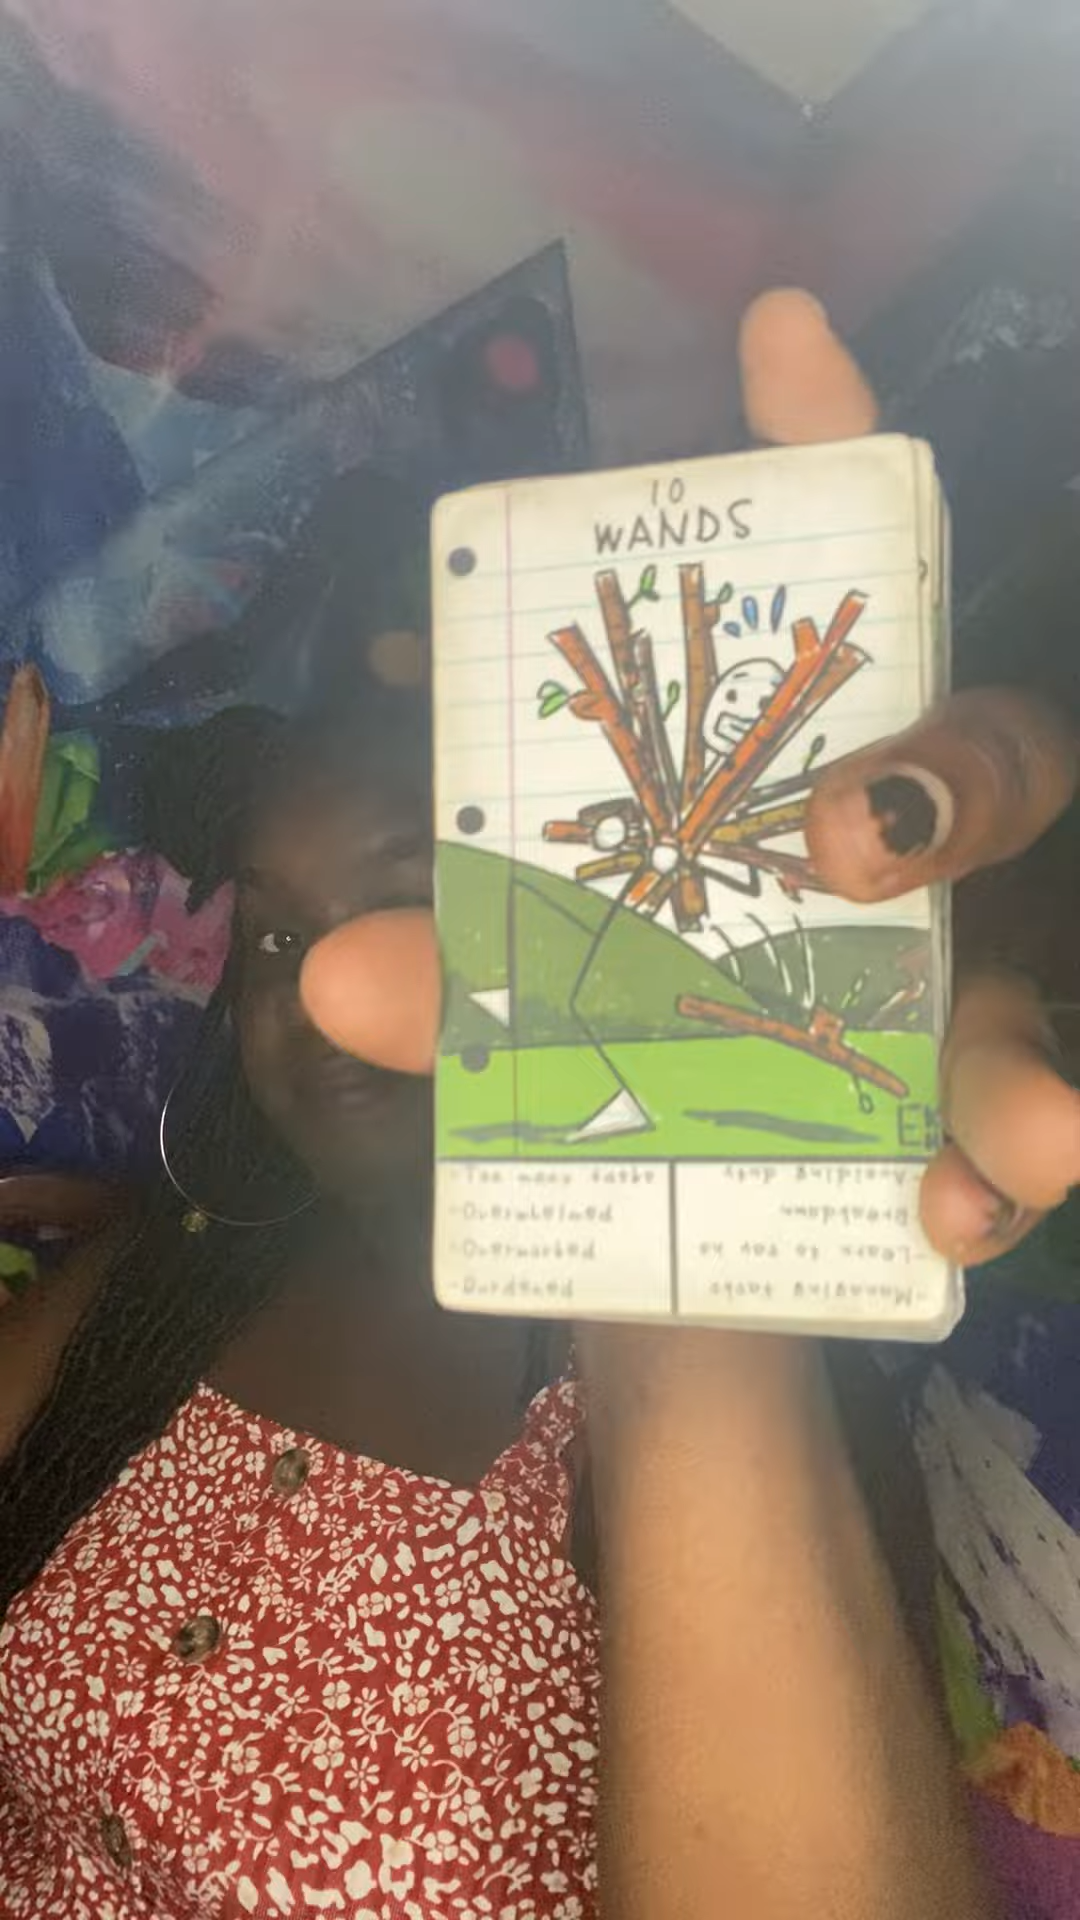 10
WANDS
-Too many tasks
-Overwhelmed
-Overworked
-Burdened
-Managing tasks
-Learn to say no
-Breakdown
-Avoiding duty